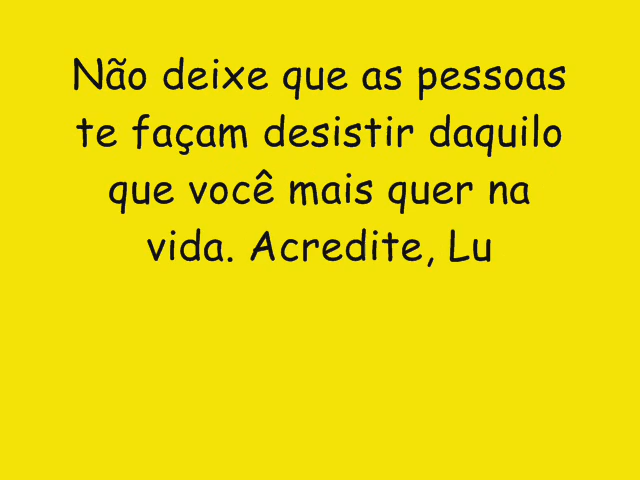 Não deixe que as pessoas
te façam desistir daquilo
que você mais quer na
vida. Acredite, Lu